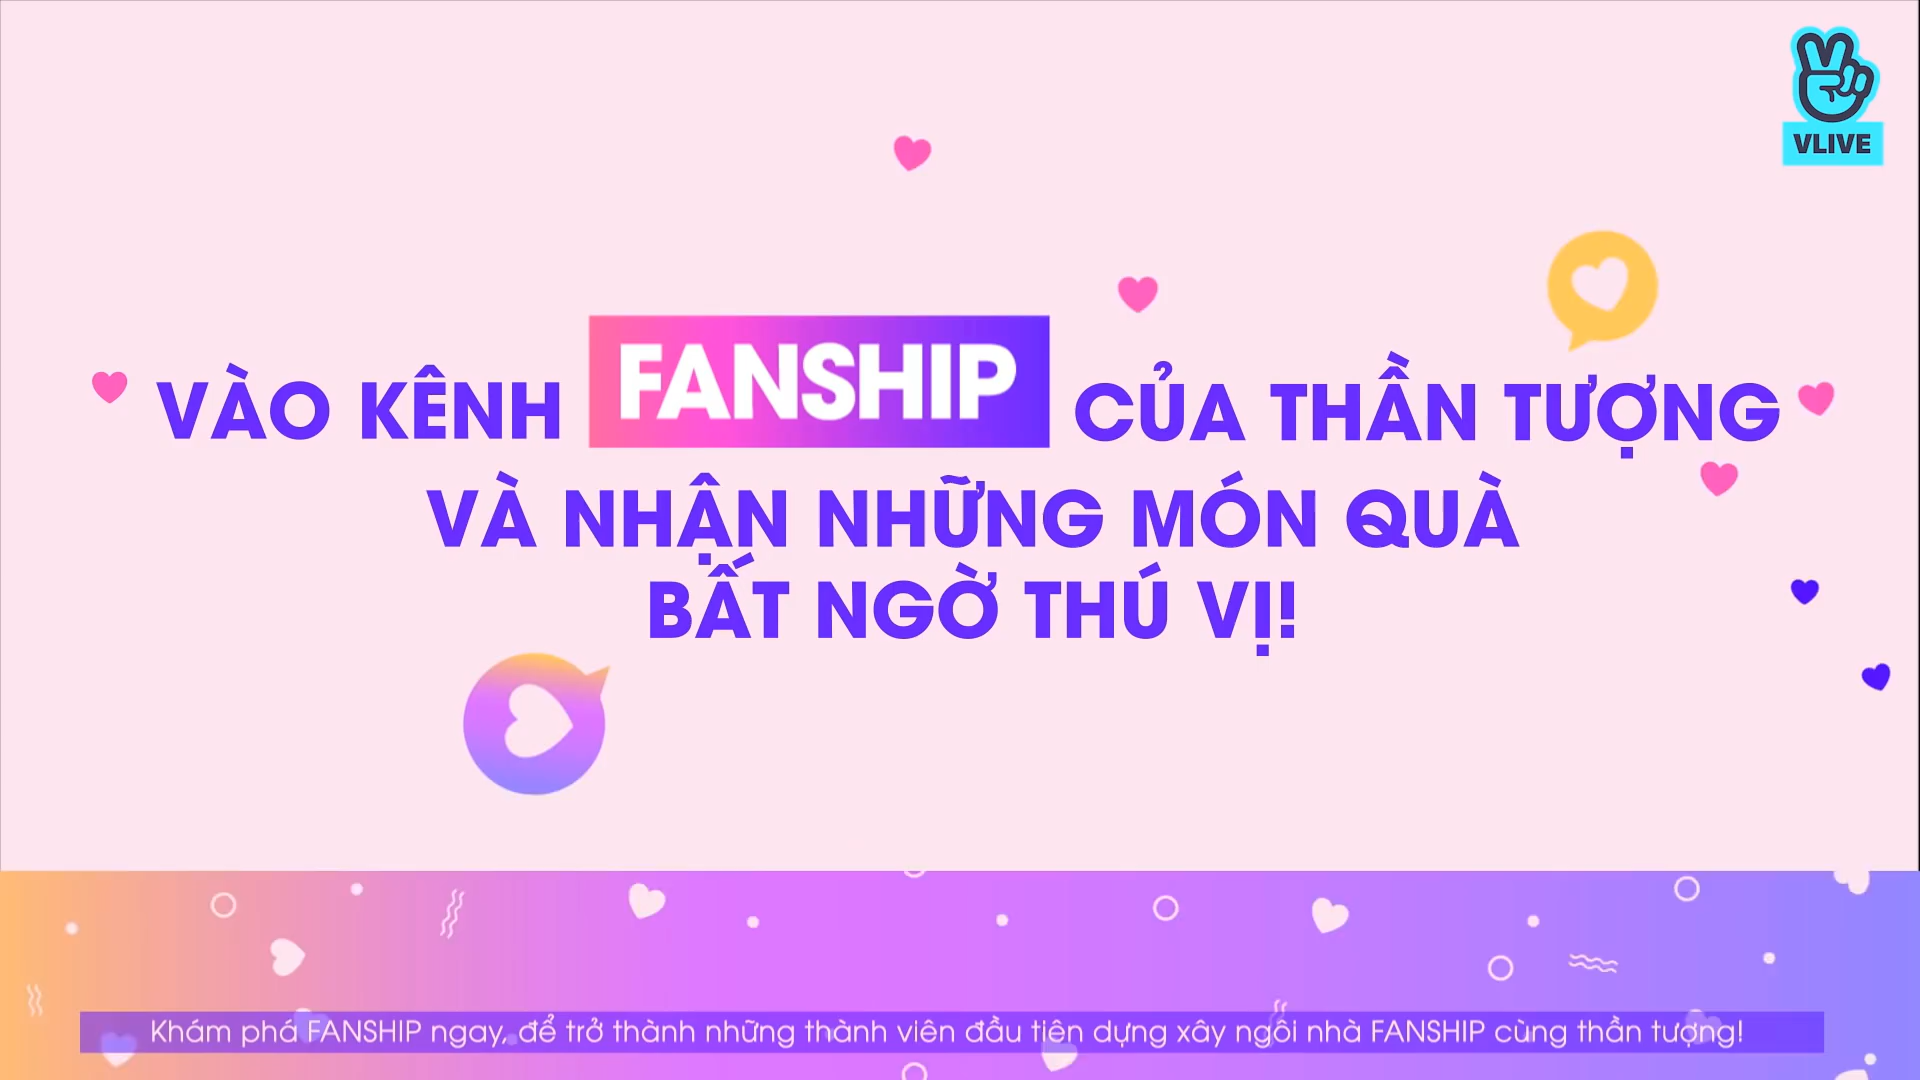 VLIVE
VÀO KÊNH FANSHIP CỦA THẦN TƯỢNG
VÀ NHẬN NHỮNG MÓN QUÀ
BẤT NGỜ THÚ VỊ!
Khám phá FANSHIP ngay, để trở thành những thành viên đầu tiên dựng xây ngôi nhà FANSHIP cùng thần tượng!